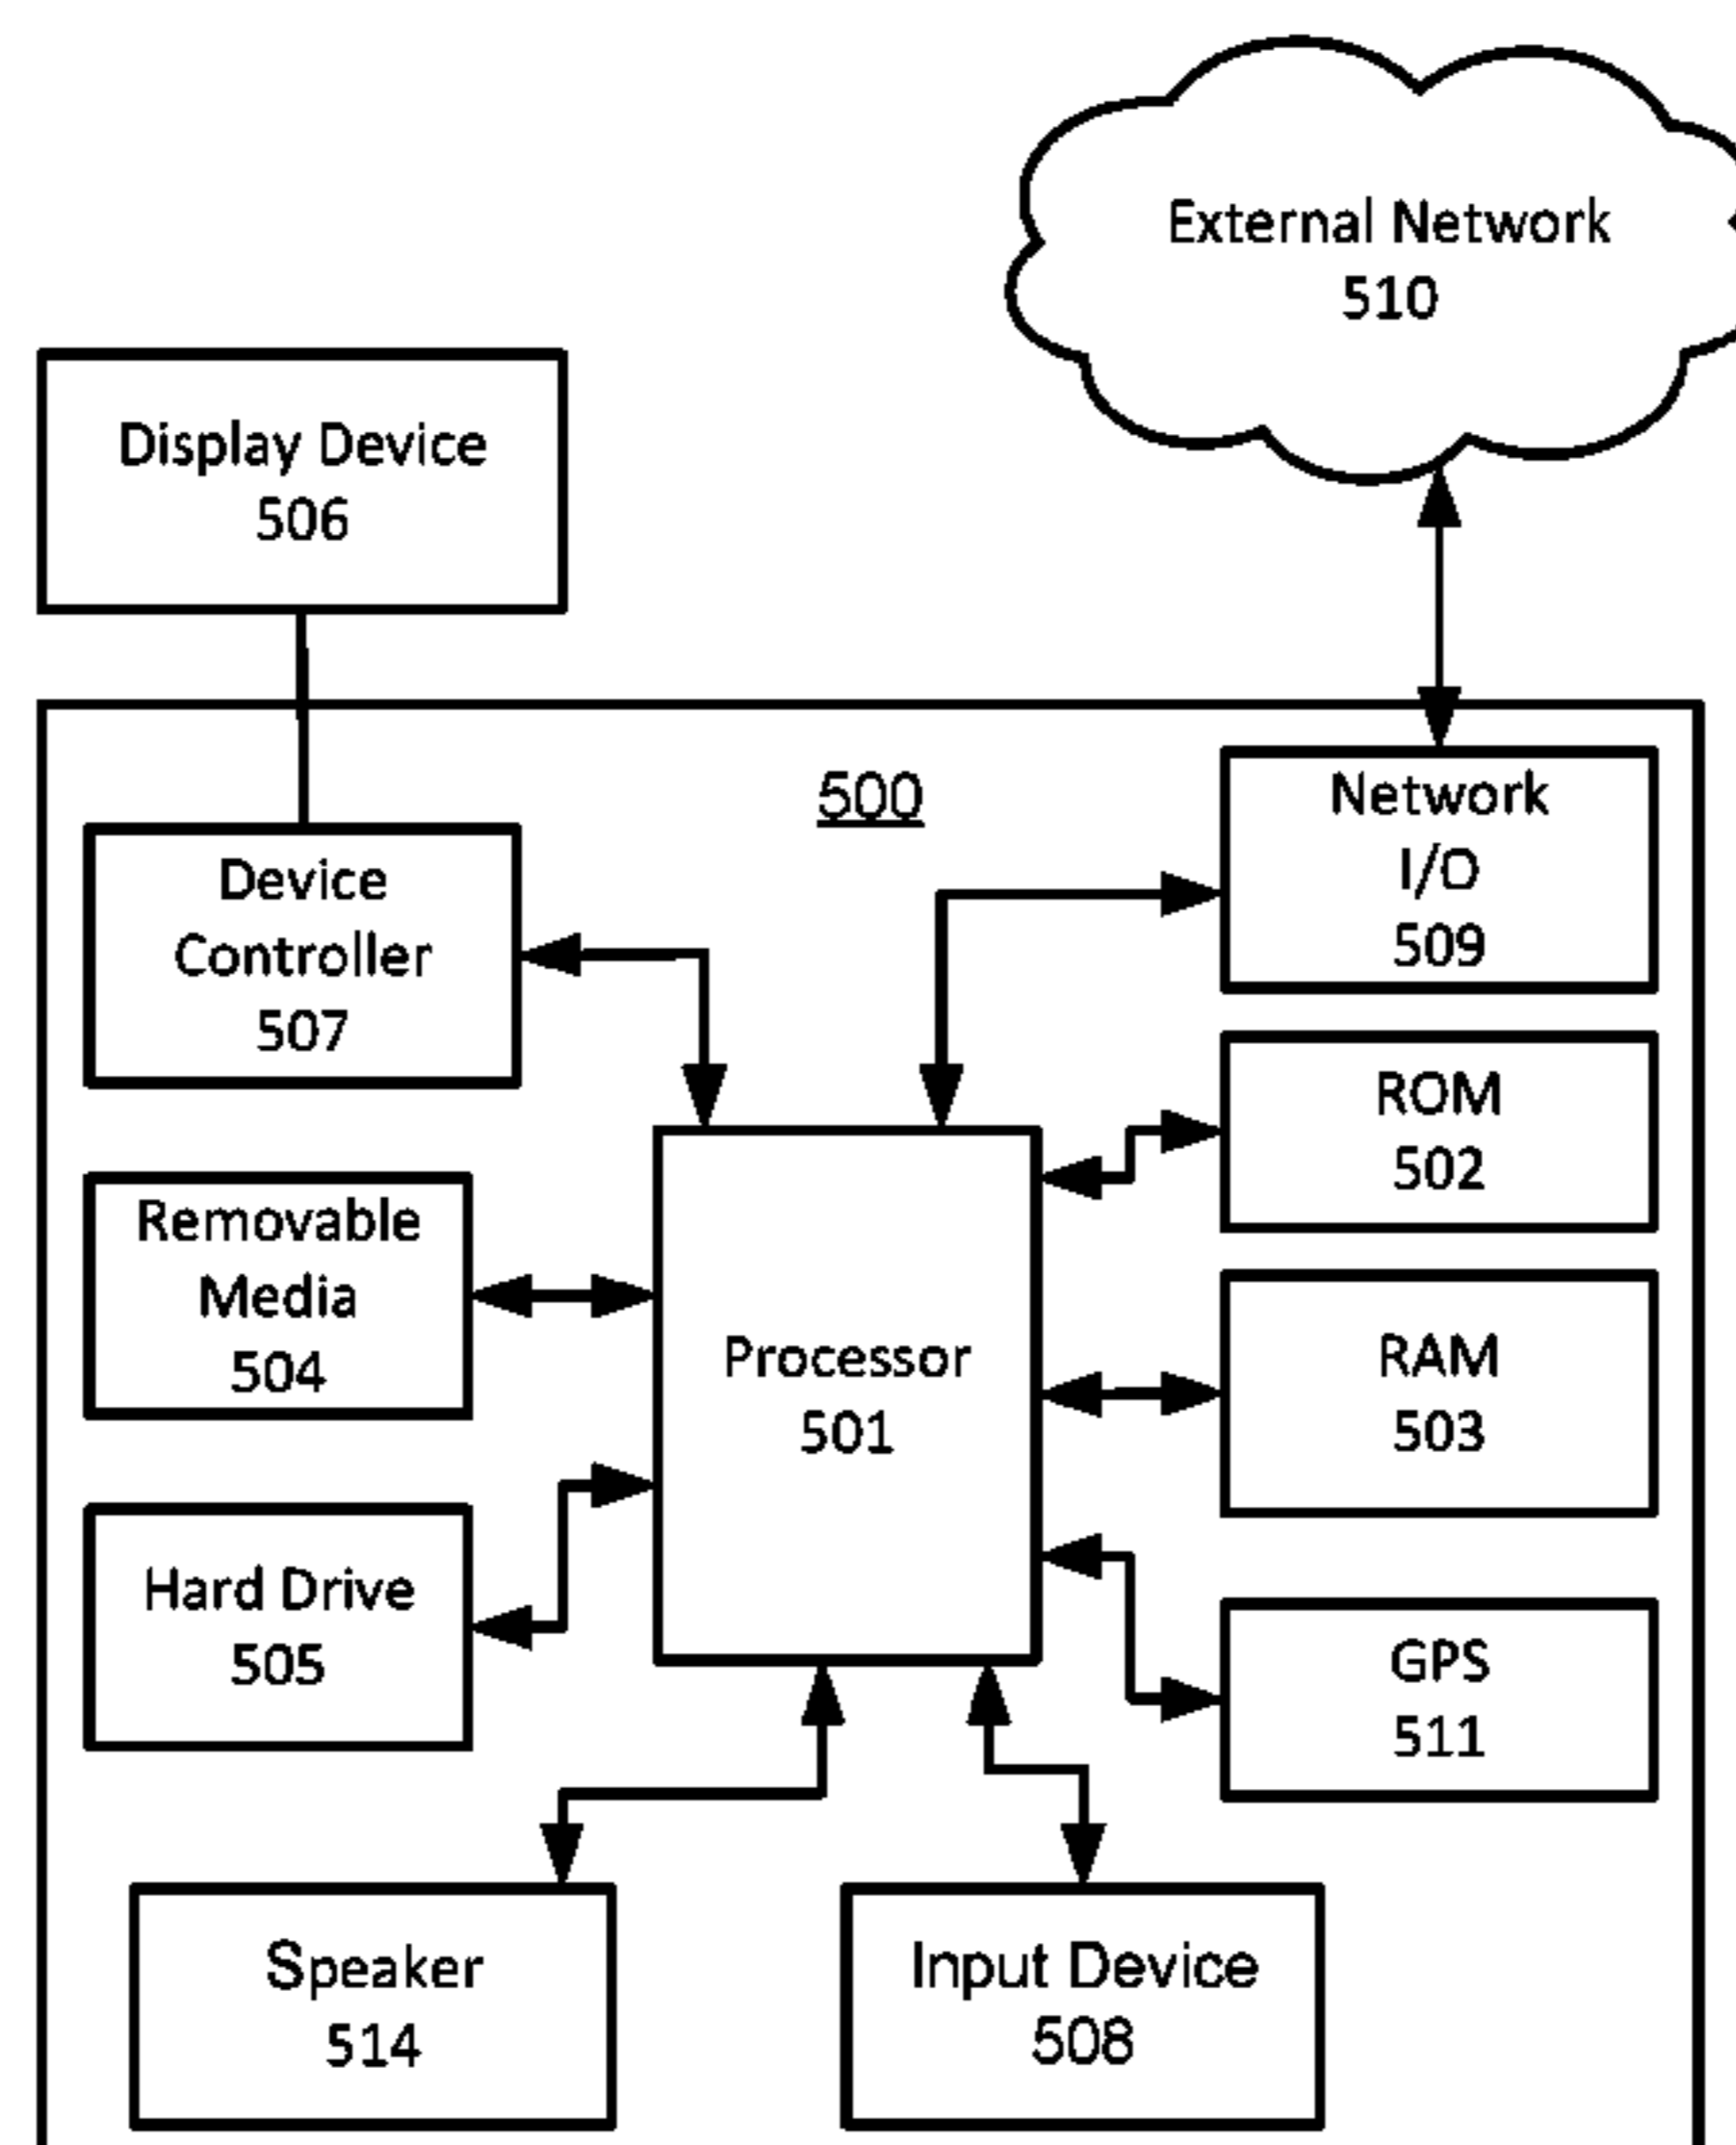 External Network
510
Display Device
506
500
Network
I/O
509
Device
Controller
507
ROM
502
Removable
Media
504
Processor
501
RAM
503
Hard Drive
505
GPS
511
Speaker
514
Input Device
508